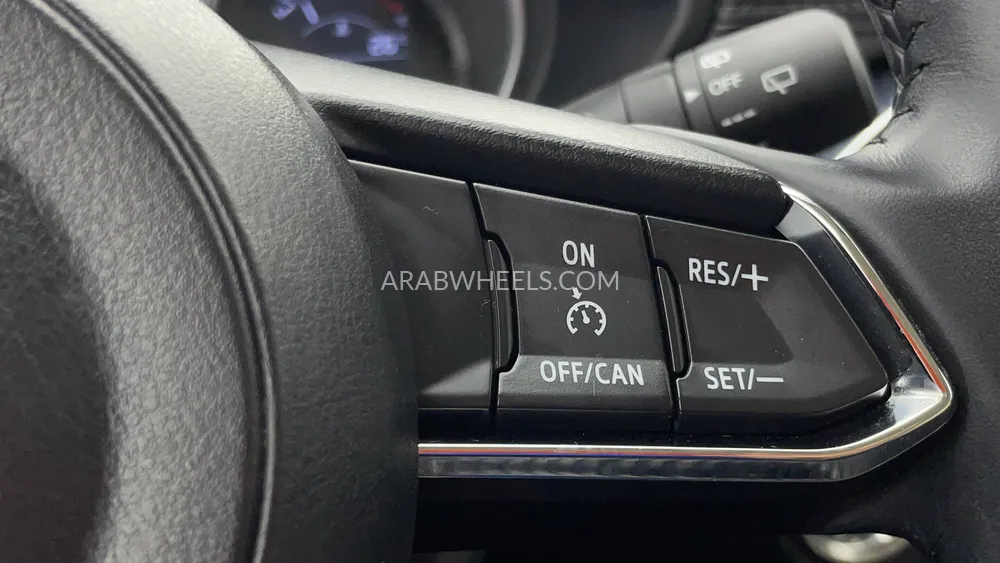 OFF
ON
RES/+
ARABWHEELS.COM
OFF/CAN
SET/−